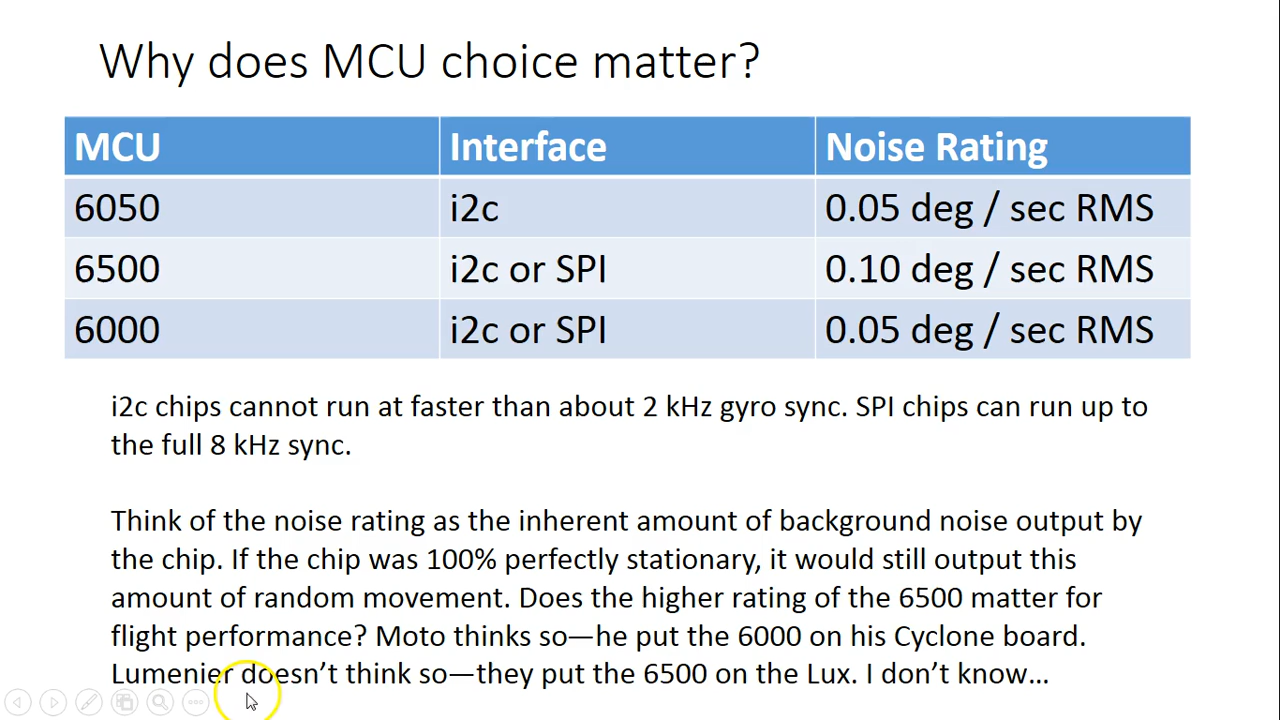 Why does MCU choice matter?
MCU Interface Noise Rating
6050 i2c 0.05 deg / sec RMS
6500 i2c or SPI 0.10 deg / sec RMS
6000 i2c or SPI 0.05 deg / sec RMS
i2c chips cannot run at faster than about 2 kHz gyro sync. SPI chips can run up to
the full 8 kHz sync.
Think of the noise rating as the inherent amount of background noise output by
the chip. If the chip was 100% perfectly stationary, it would still output this
amount of random movement. Does the higher rating of the 6500 matter for
flight performance? Moto thinks so—he put the 6000 on his Cyclone board.
Lumenier doesn’t think so—they put the 6500 on the Lux. I don’t know…